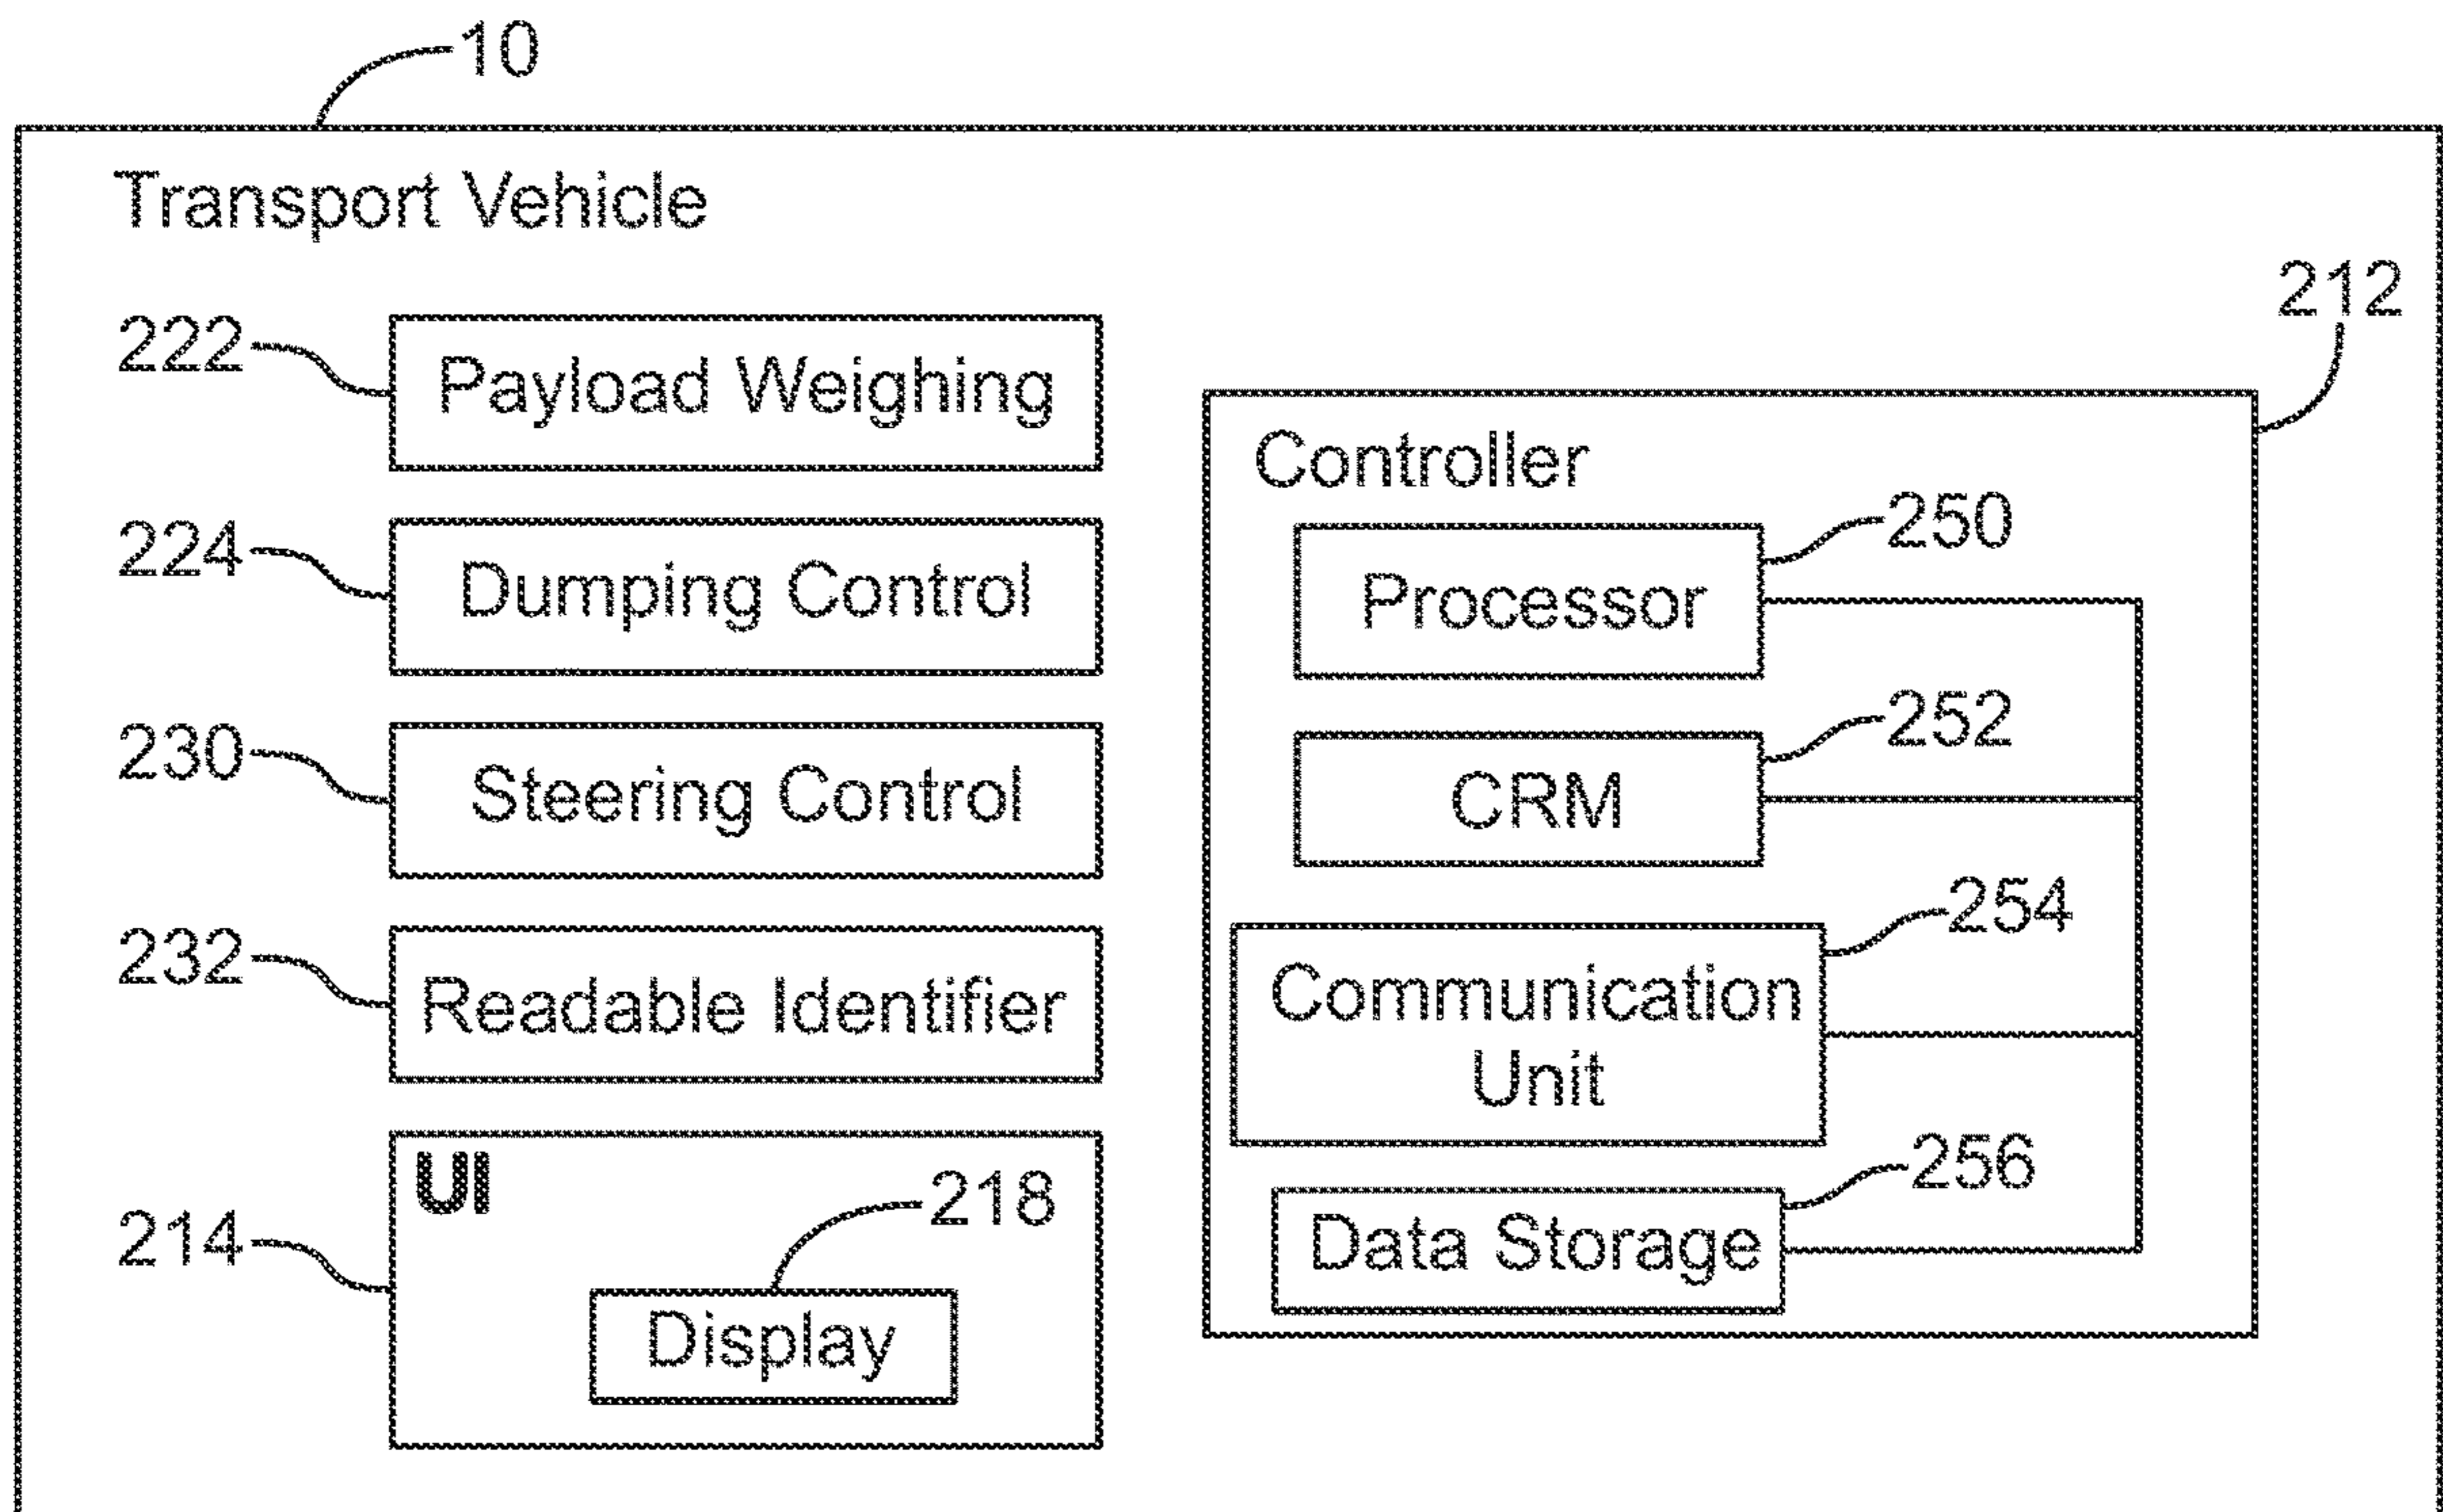 10
Transport Vehicle
212
222
Payload Weighing
Controller
224
Dumping Control
250
Processor
230
Steering Control
252
CRM
232
Readable Identifier
254
Communication
Unit
214
UI
218
Display
256
Data Storage